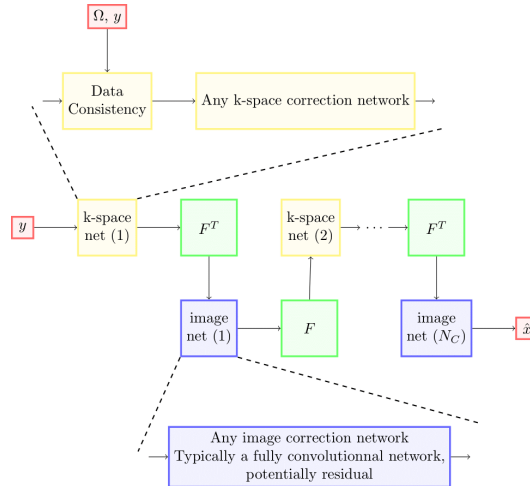 Ω, y
Data
Consistency
Any k-space correction network
y
k-space
net (1)
F^T
k-space
net (2)
...
F^T
image
net (1)
F
image
net (N_C)
x̂
Any image correction network
Typically a fully convolutionnal network,
potentially residual